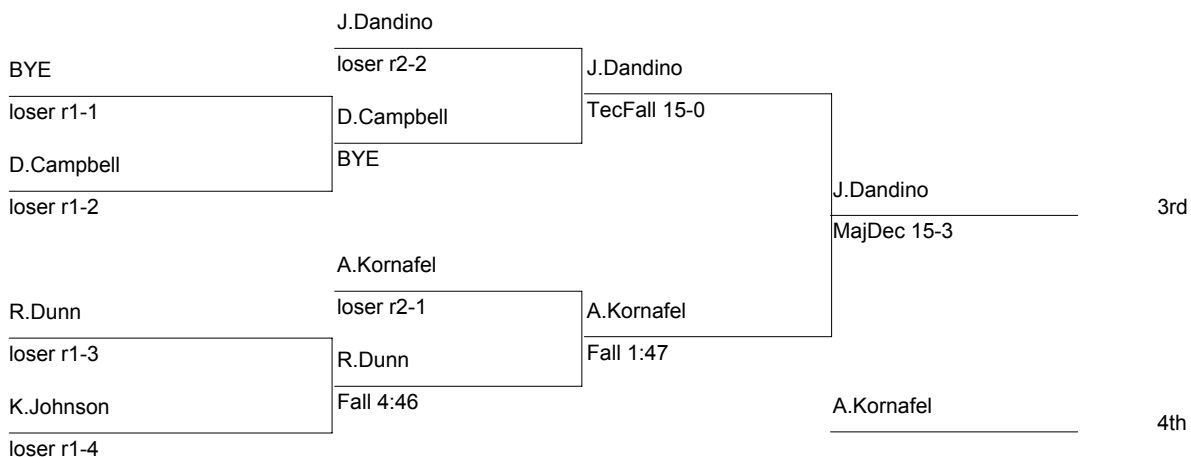 J.Dandino
BYE
loser r2-2
J.Dandino
loser r1-1
D.Campbell
TecFall 15-0
D.Campbell
BYE
loser r1-2
J.Dandino
3rd
MajDec 15-3
A.Kornafel
R.Dunn
loser r2-1
A.Kornafel
loser r1-3
R.Dunn
Fall 1:47
K.Johnson
Fall 4:46
A.Kornafel
4th
loser r1-4